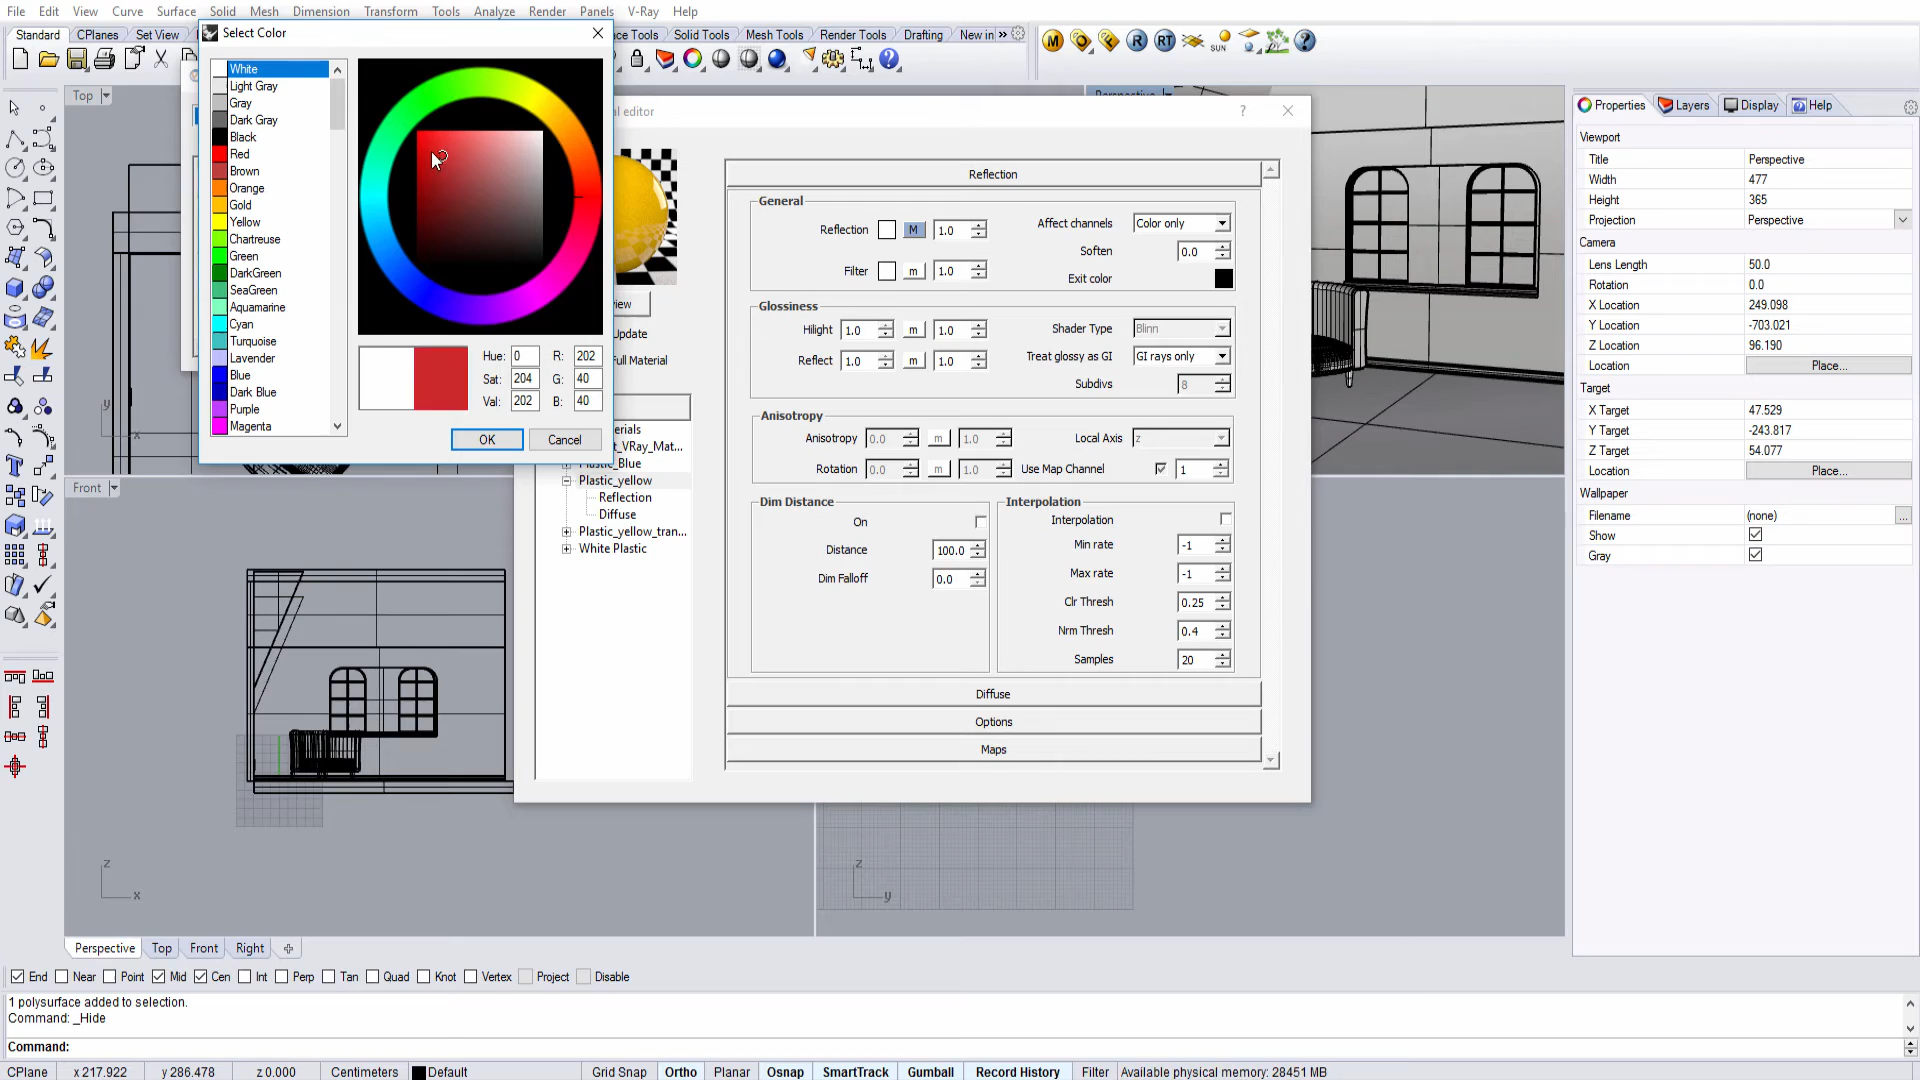 File Edit View Curve Surface Solid Mesh Dimension Transform Tools Analyze Render Panels V-Ray Help
Standard CPlanes Set View ce Tools Solid Tools Mesh Tools Render Tools Drafting New in »
Select Color
White
Light Gray
Gray
Dark Gray
Black
Red
Brown
Orange
Gold
Yellow
Chartreuse
Green
DarkGreen
SeaGreen
Aquamarine
Cyan
Turquoise
Lavender
Blue
Dark Blue
Purple
Magenta
Hue: 0 R: 202
Sat: 204 G: 40
Val: 202 B: 40
OK Cancel
Top
Perspective
Front
al editor ?
iew
Update
ull Material
erials
t_VRay_Mat...
Plastic_Blue
Plastic_yellow
Reflection
Diffuse
Plastic_yellow_tran...
White Plastic
Reflection
General
Reflection M 1.0 Affect channels Color only
Soften 0.0
Filter m 1.0 Exit color
Glossiness
Hilight 1.0 m 1.0 Shader Type Blinn
Reflect 1.0 m 1.0 Treat glossy as GI GI rays only
Subdivs 8
Anisotropy
Anisotropy 0.0 m 1.0 Local Axis z
Rotation 0.0 m 1.0 Use Map Channel 1
Dim Distance
On
Distance 100.0
Dim Falloff 0.0
Interpolation
Interpolation
Min rate -1
Max rate -1
Clr Thresh 0.25
Nrm Thresh 0.4
Samples 20
Diffuse
Options
Maps
Properties Layers Display Help
Viewport
Title Perspective
Width 477
Height 365
Projection Perspective
Camera
Lens Length 50.0
Rotation 0.0
X Location 249.098
Y Location -703.021
Z Location 96.190
Location Place...
Target
X Target 47.529
Y Target -243.817
Z Target 54.077
Location Place...
Wallpaper
Filename (none) ...
Show
Gray
M R RT SUN ?
y x
z x
z y
Perspective Top Front Right
End Near Point Mid Cen Int Perp Tan Quad Knot Vertex Project Disable
1 polysurface added to selection.
Command: _Hide
Command:
CPlane x 217.922 y 286.478 z 0.000 Centimeters Default Grid Snap Ortho Planar Osnap SmartTrack Gumball Record History Filter Available physical memory: 28451 MB